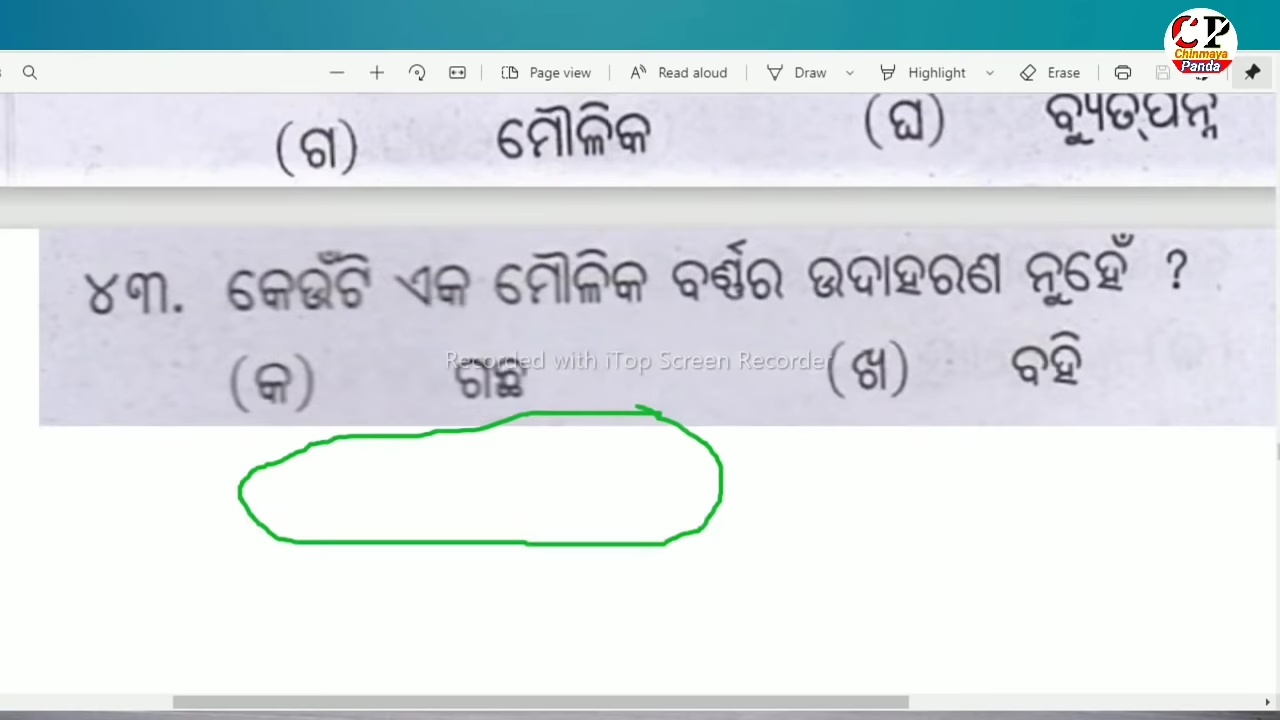 CP
Chinmaya
Panda
Page view
Read aloud
Draw
Highlight
Erase
(ଗ) ମୌଳିକ (ଘ) ବ୍ୟୁତ୍‌ପନ୍ନ
୪୩. କେଉଁଟି ଏକ ମୌଳିକ ବର୍ଣ୍ଣର ଉଦାହରଣ ନୁହେଁ ?
Recorded with iTop Screen Recorder
(କ) ଗଛ (ଖ) ବହି